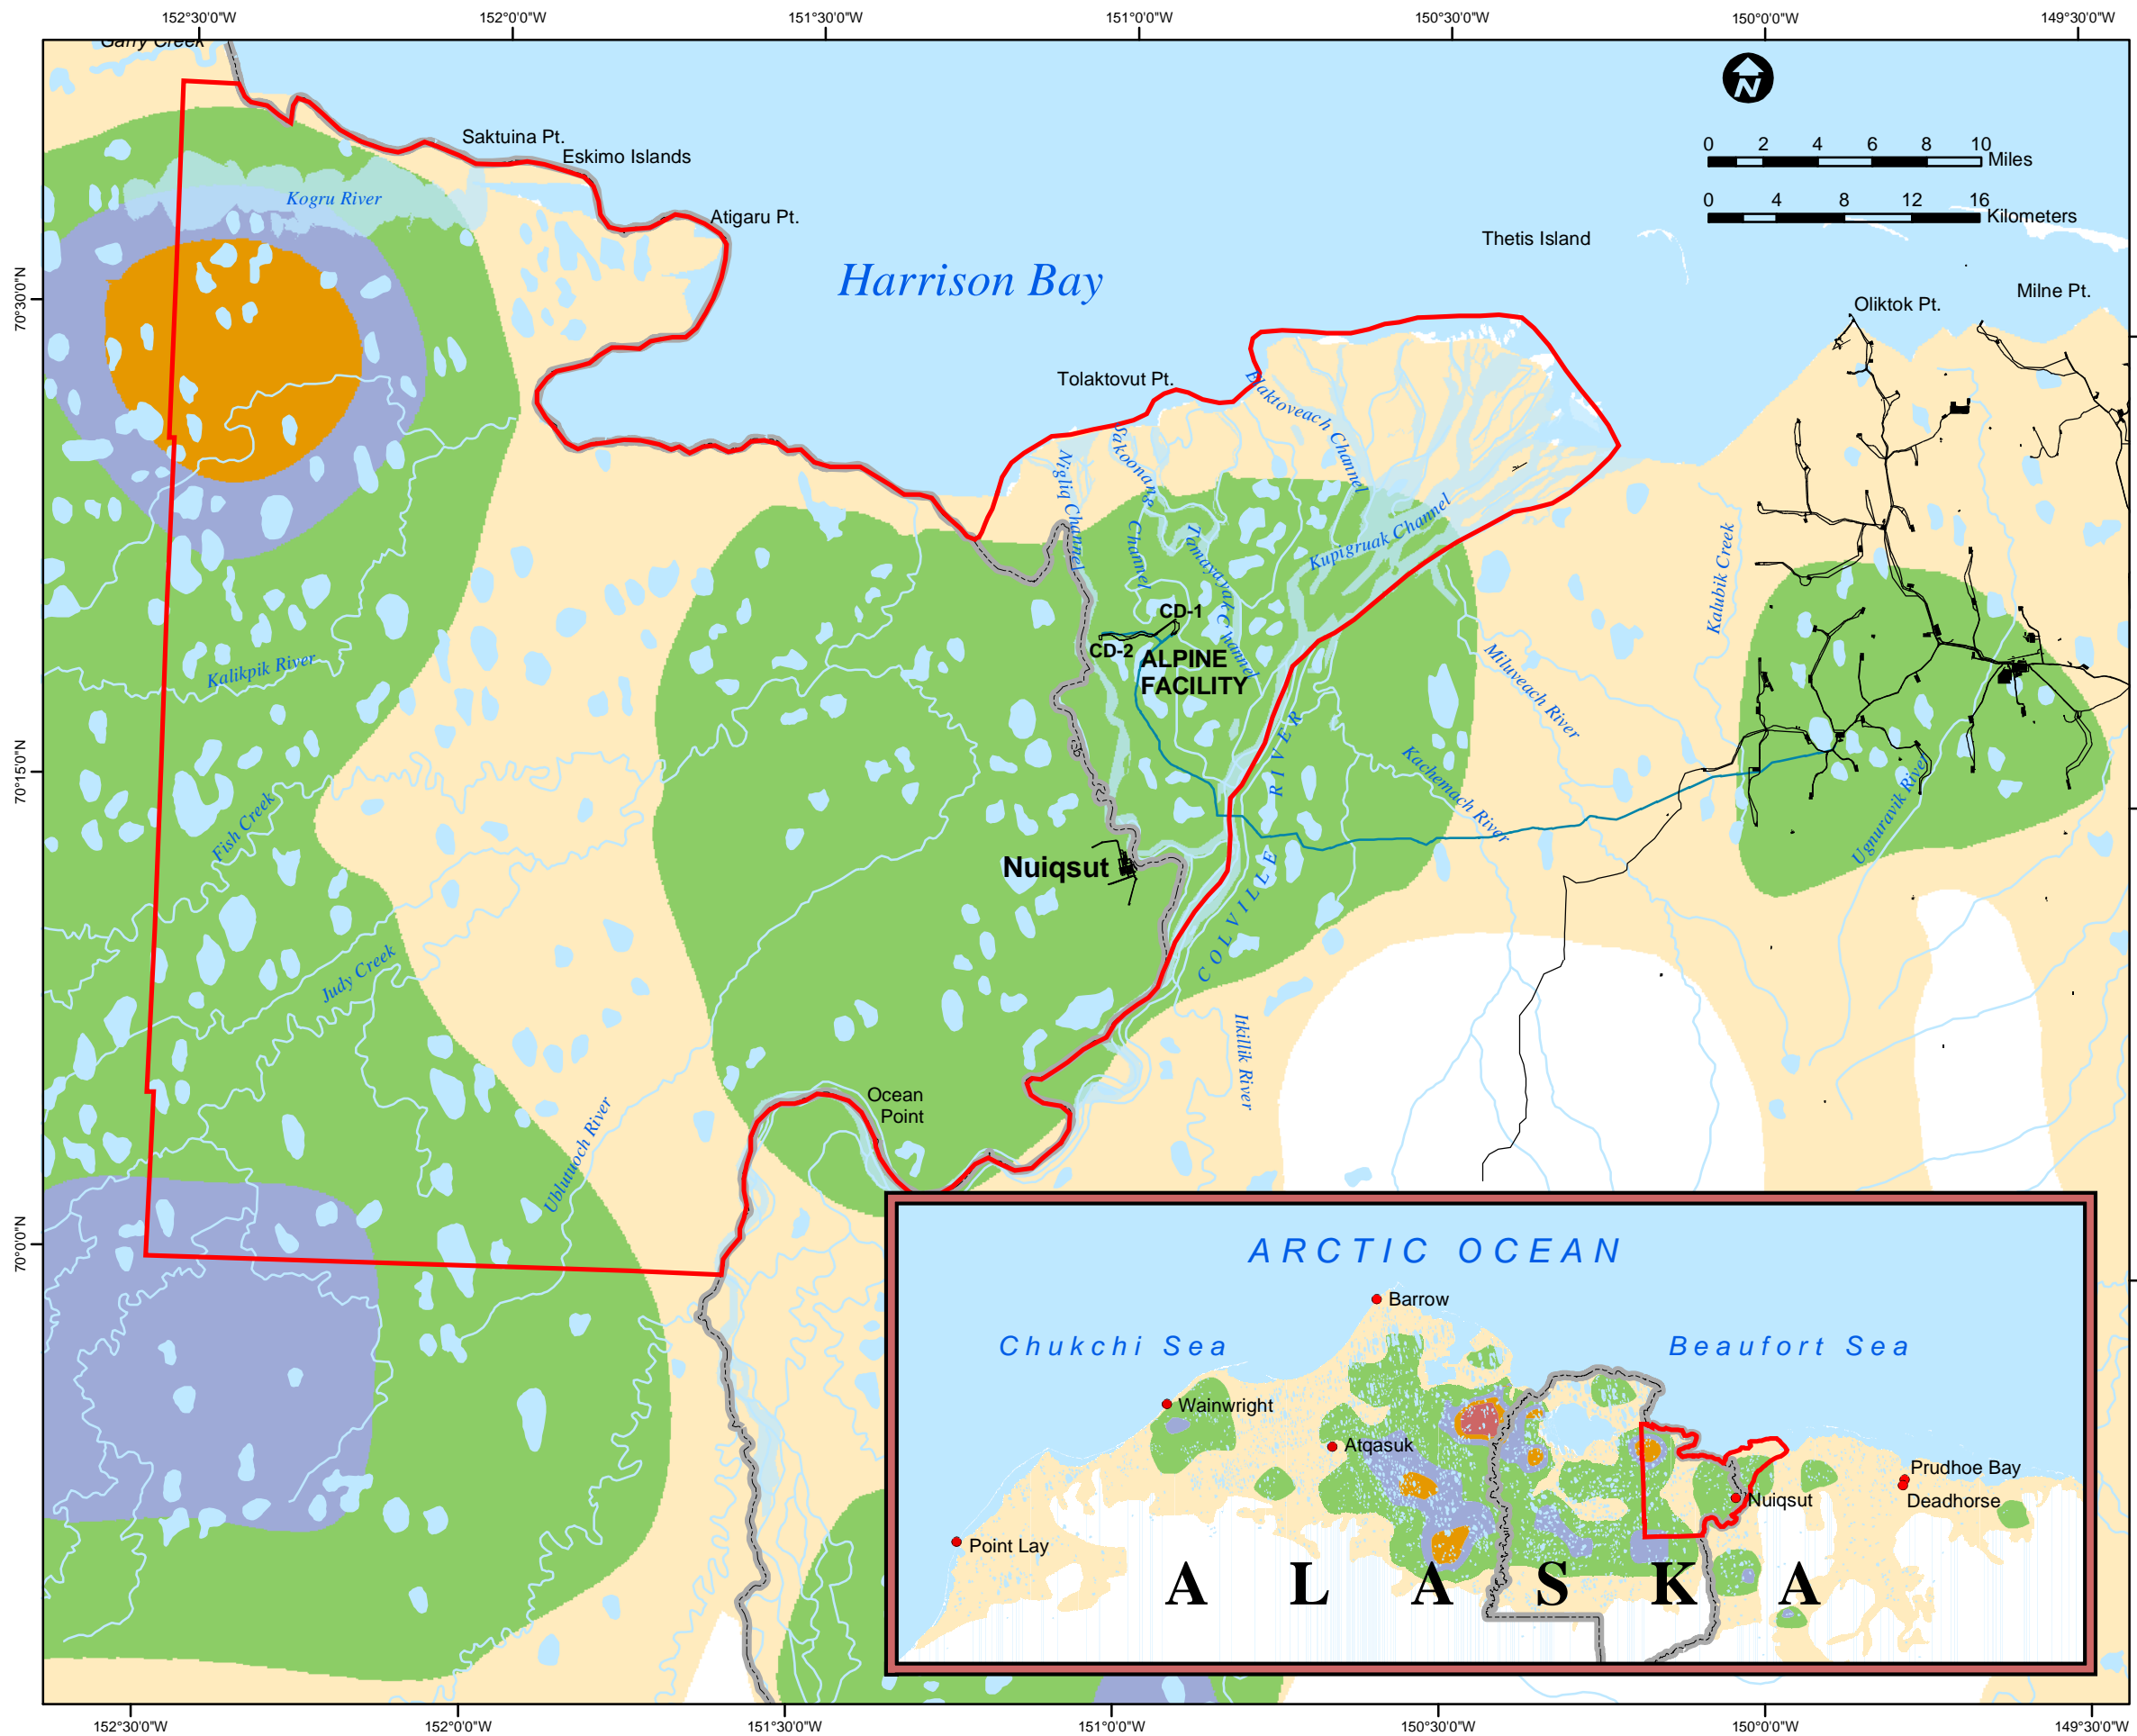 152°30'0"W
152°0'0"W
151°30'0"W
151°0'0"W
150°30'0"W
150°0'0"W
149°30'0"W
Garry Creek
N
Saktuina Pt.
Eskimo Islands
0 2 4 6 8 10
Miles
Kogru River
Atigaru Pt.
0 4 8 12 16
Kilometers
Thetis Island
Harrison Bay
70°30'0"N
Milne Pt.
Oliktok Pt.
Tolaktovut Pt.
Elaktoveach Channel
Sakoonang Channel
Nigliq Channel
Tamayayak Channel
Kupigruak Channel
Kalubik Creek
CD-1
CD-2
ALPINE
FACILITY
Kalikpik River
Miluveach River
70°15'0"N
Kachemach River
Fish Creek
Ugnuravik River
Nuiqsut
COLVILLE RIVER
Judy Creek
Itkillik River
Ocean
Point
Ublutuoch River
70°0'0"N
ARCTIC OCEAN
Barrow
Chukchi Sea
Beaufort Sea
Wainwright
Atqasuk
Prudhoe Bay
Deadhorse
Nuiqsut
Point Lay
ALASKA
152°30'0"W
152°0'0"W
151°30'0"W
151°0'0"W
150°30'0"W
150°0'0"W
149°30'0"W